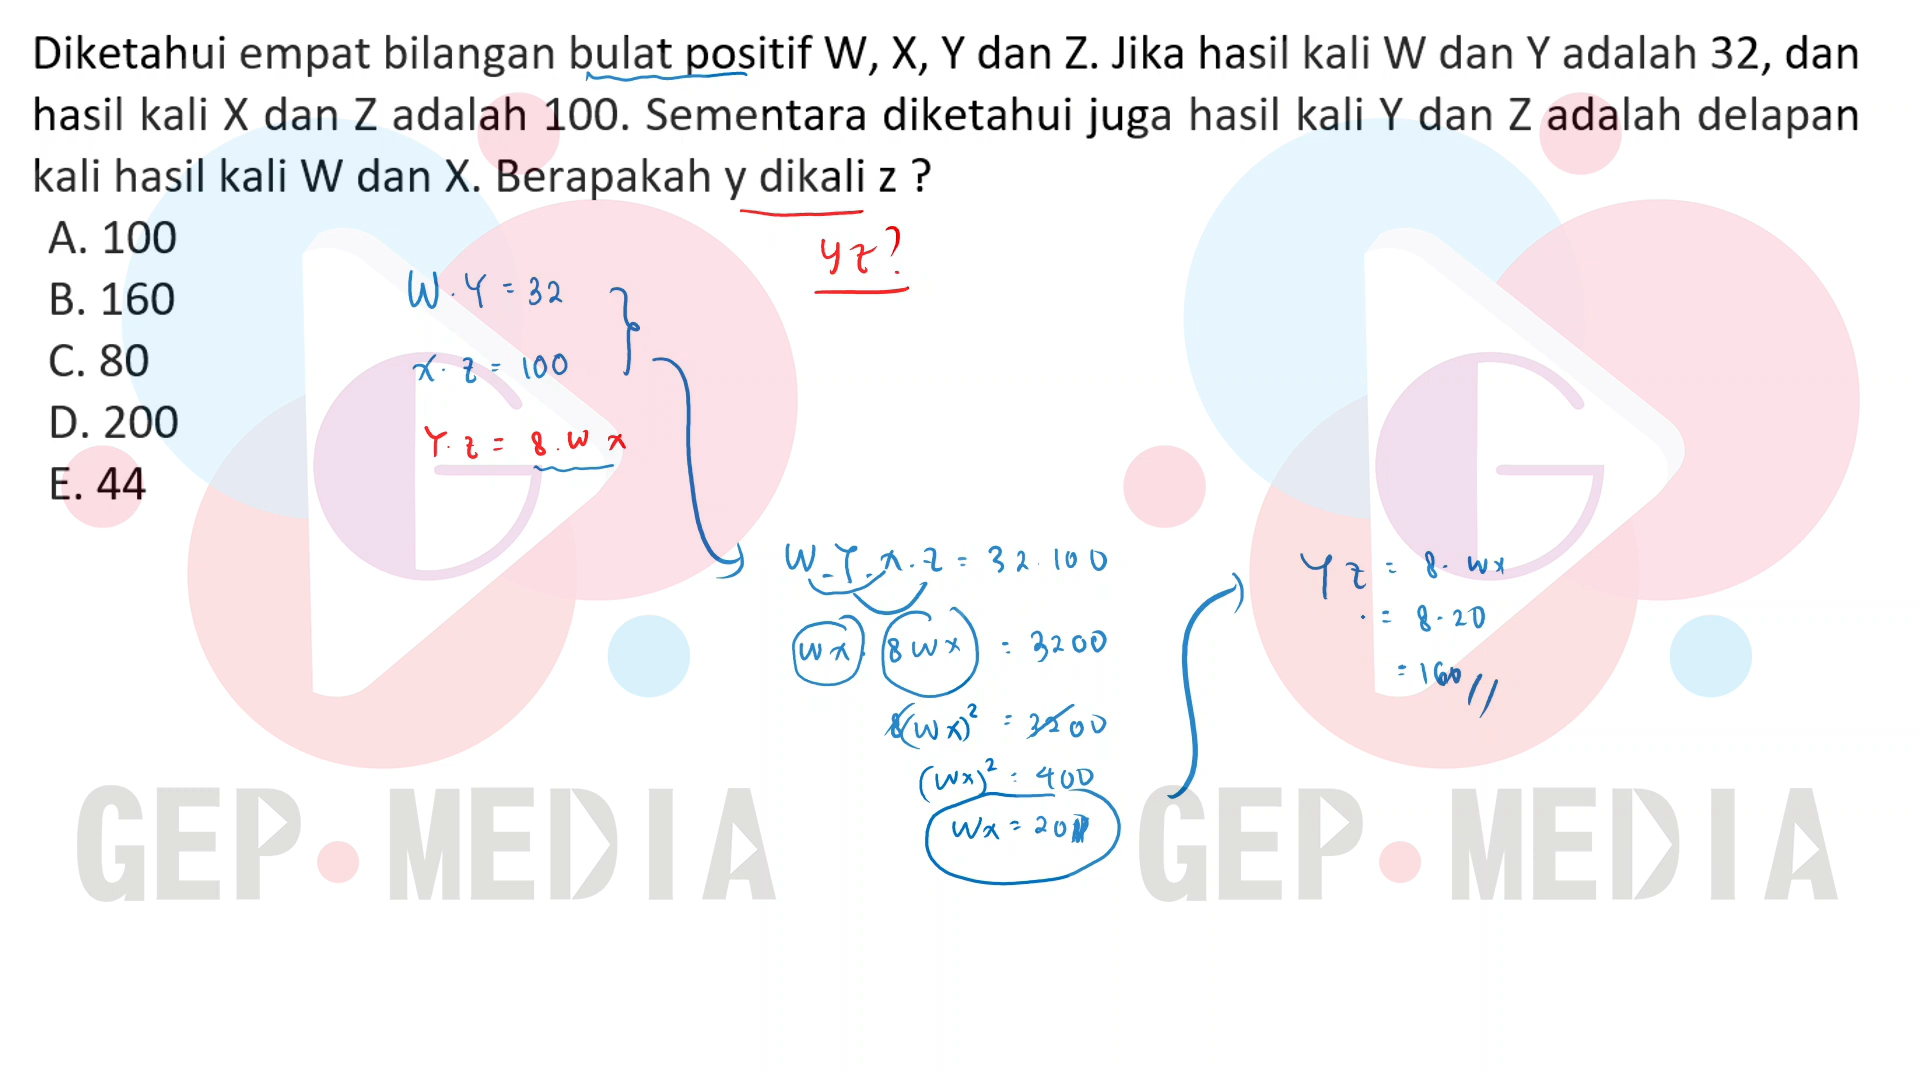 Diketahui empat bilangan bulat positif W, X, Y dan Z. Jika hasil kali W dan Y adalah 32, dan
hasil kali X dan Z adalah 100. Sementara diketahui juga hasil kali Y dan Z adalah delapan
kali hasil kali W dan X. Berapakah y dikali z ?
A. 100
B. 160
C. 80
D. 200
E. 44
YZ?
W.Y = 32
X.Z = 100
Y.Z = 8.WX
W.Y.X.Z = 32.100
WX. 8WX = 3200
8(WX)² = 3200
(WX)² = 400
WX = 20//
YZ = 8.WX
= 8.20
= 160//
GEP•MEDIA
GEP•MEDIA